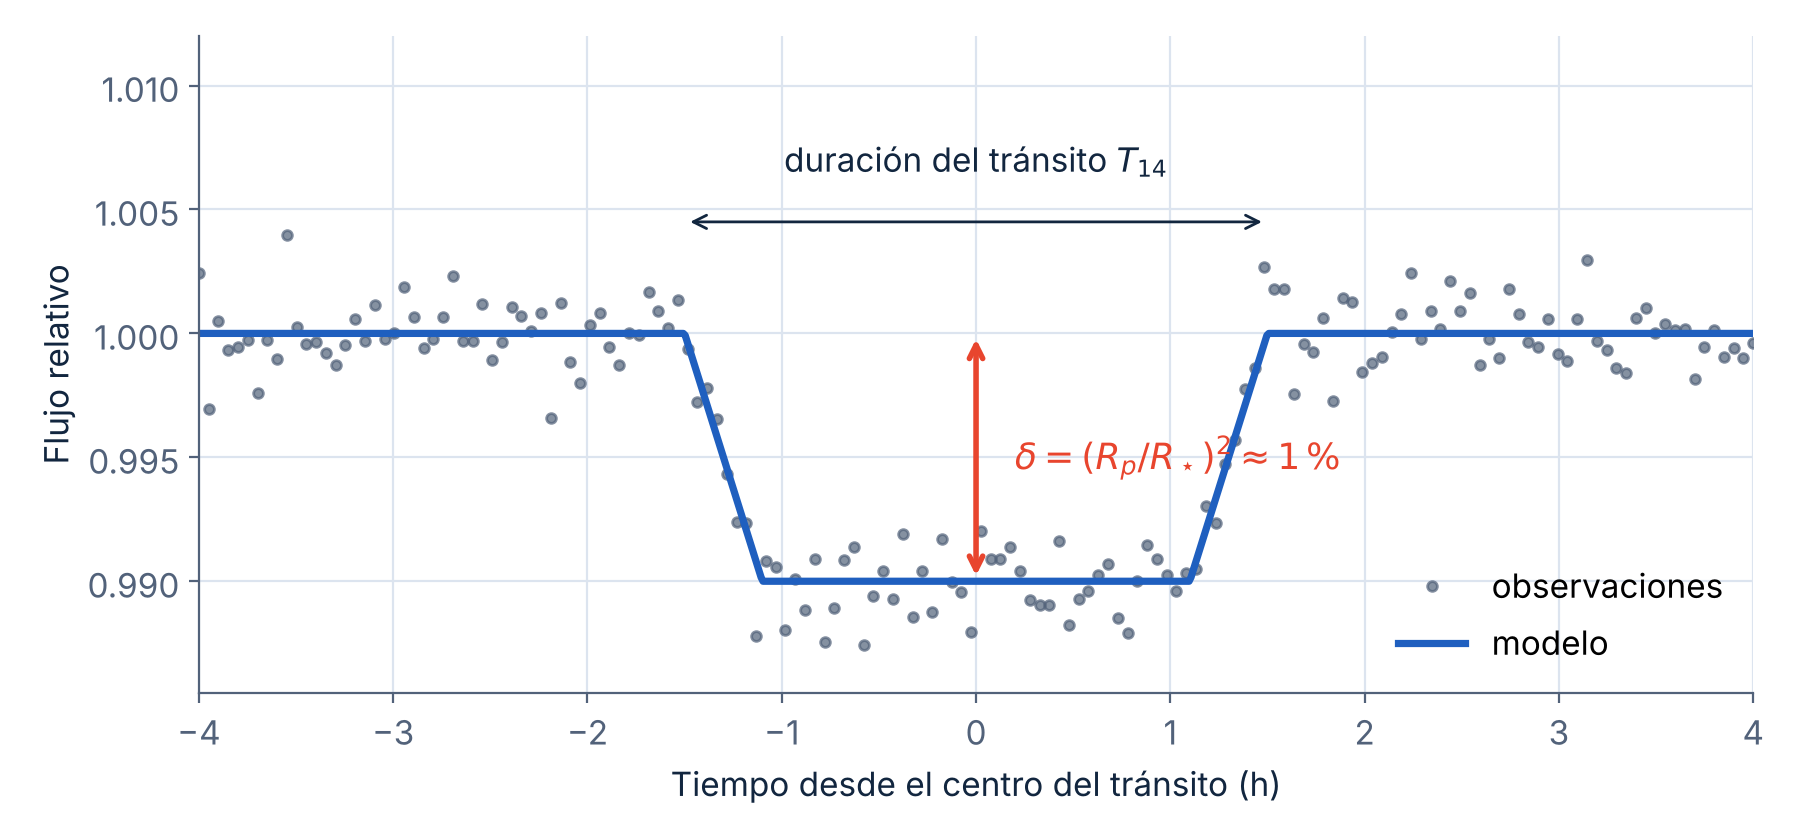 1.010
1.005
1.000
0.995
0.990
Flujo relativo
duración del tránsito T₁₄
δ = (Rₚ/R⋆)² ≈ 1 %
observaciones
modelo
−4 −3 −2 −1 0 1 2 3 4
Tiempo desde el centro del tránsito (h)